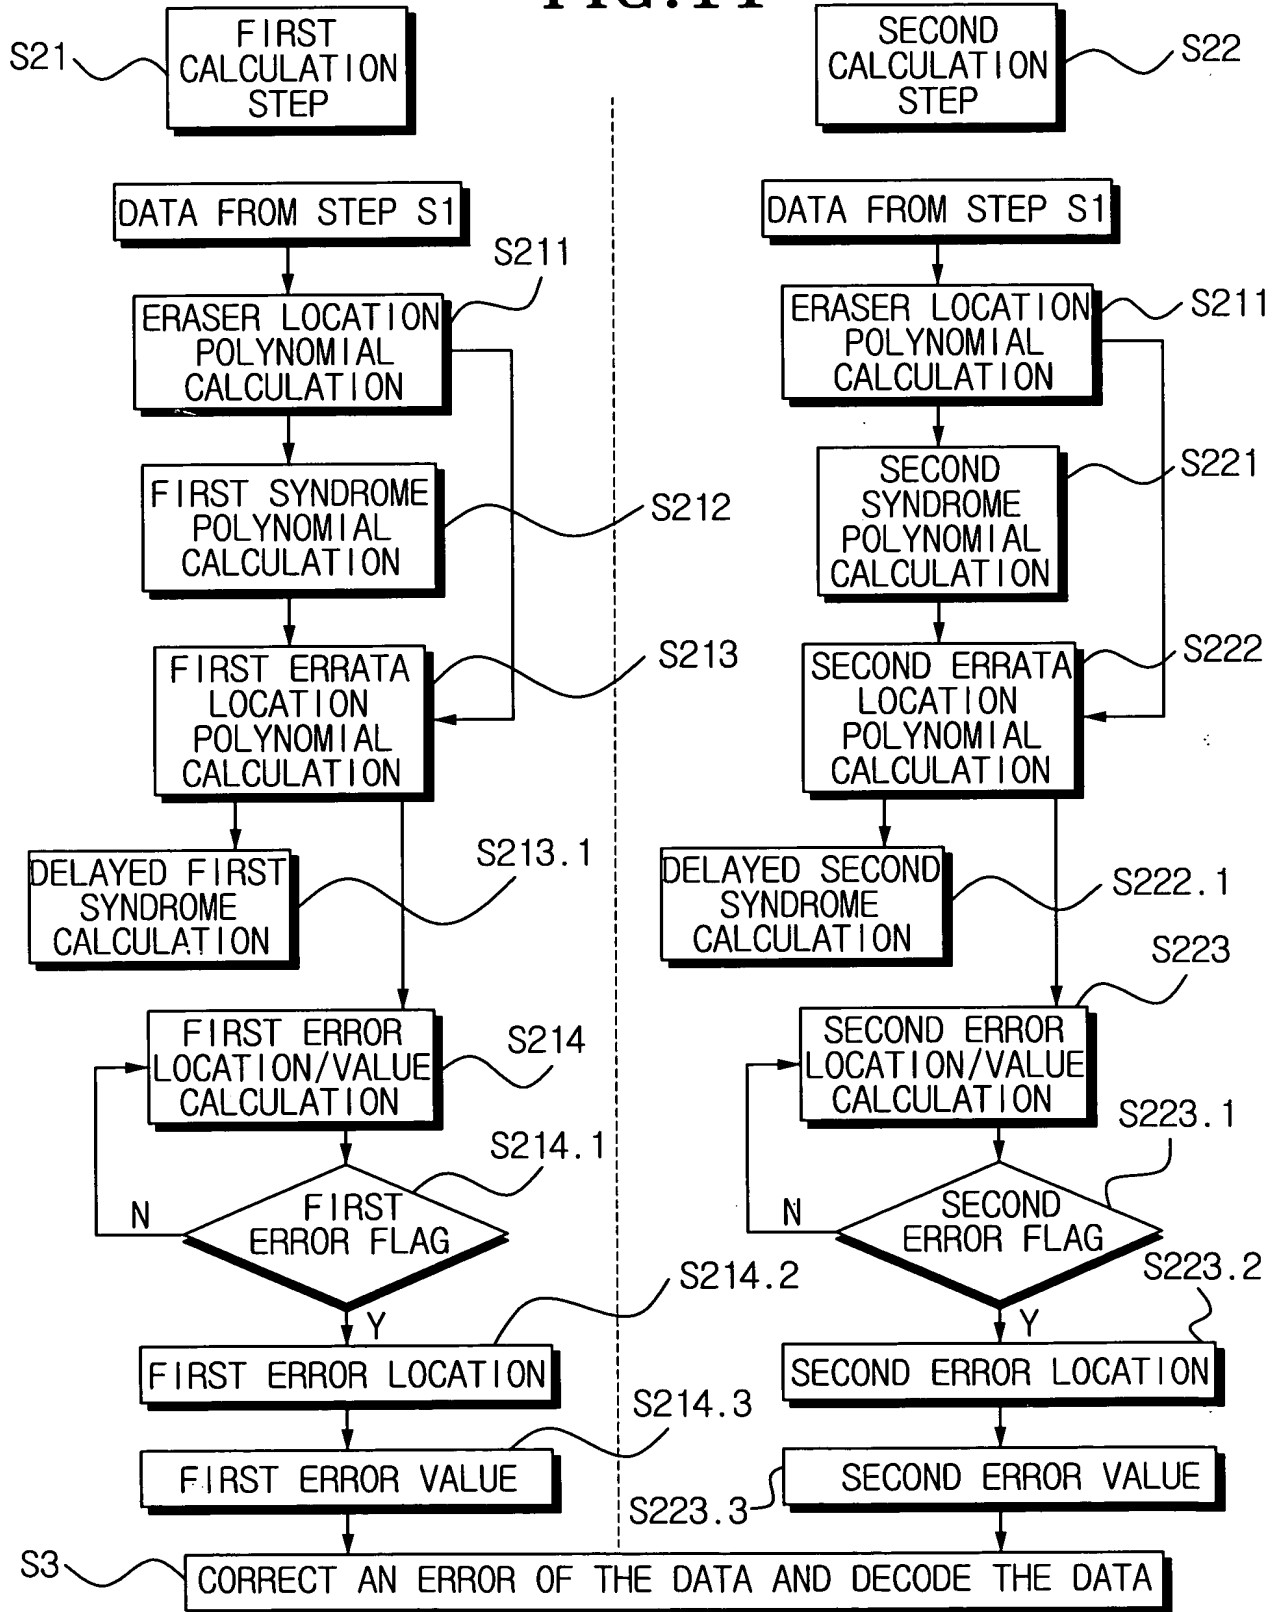 S21
FIRST
CALCULATION
STEP
DATA FROM STEP S1
S211
ERASER LOCATION
POLYNOMIAL
CALCULATION
FIRST SYNDROME
POLYNOMIAL
CALCULATION
S212
FIRST ERRATA
LOCATION
POLYNOMIAL
CALCULATION
S213
DELAYED FIRST
SYNDROME
CALCULATION
S213.1
FIRST ERROR
LOCATION/VALUE
CALCULATION
S214
S214.1
FIRST
ERROR FLAG
N
Y
S214.2
FIRST ERROR LOCATION
S214.3
FIRST ERROR VALUE
SECOND
CALCULATION
STEP
S22
DATA FROM STEP S1
ERASER LOCATION
POLYNOMIAL
CALCULATION
S211
SECOND
SYNDROME
POLYNOMIAL
CALCULATION
S221
SECOND ERRATA
LOCATION
POLYNOMIAL
CALCULATION
S222
DELAYED SECOND
SYNDROME
CALCULATION
S222.1
S223
SECOND ERROR
LOCATION/VALUE
CALCULATION
S223.1
SECOND
ERROR FLAG
N
Y
S223.2
SECOND ERROR LOCATION
SECOND ERROR VALUE
S223.3
S3
CORRECT AN ERROR OF THE DATA AND DECODE THE DATA